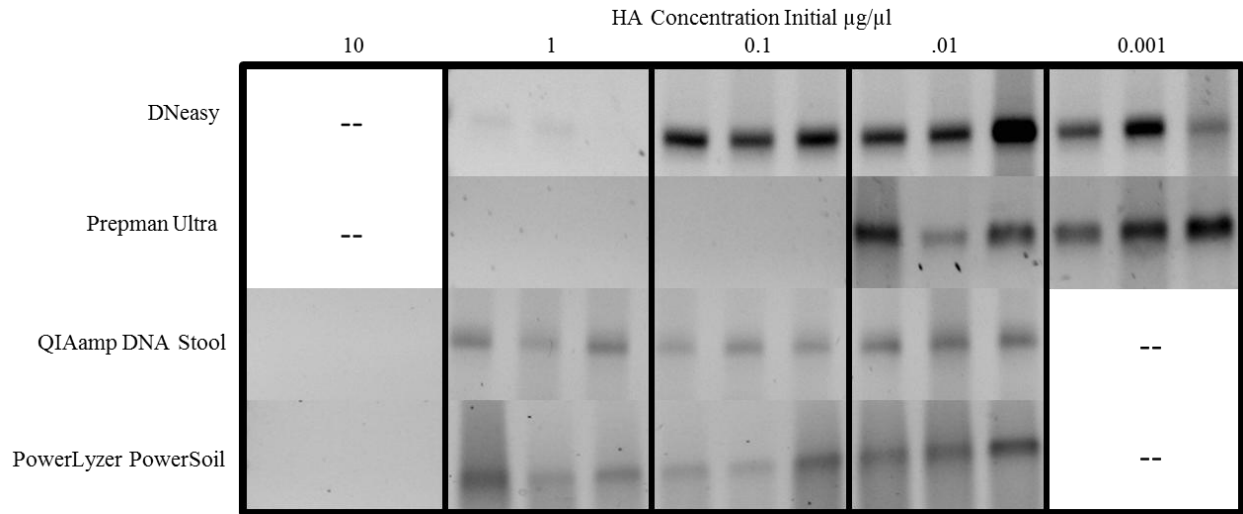 HA Concentration Initial µg/µl
10 1 0.1 .01 0.001
DNeasy --
Prepman Ultra --
QIAamp DNA Stool --
PowerLyzer PowerSoil --